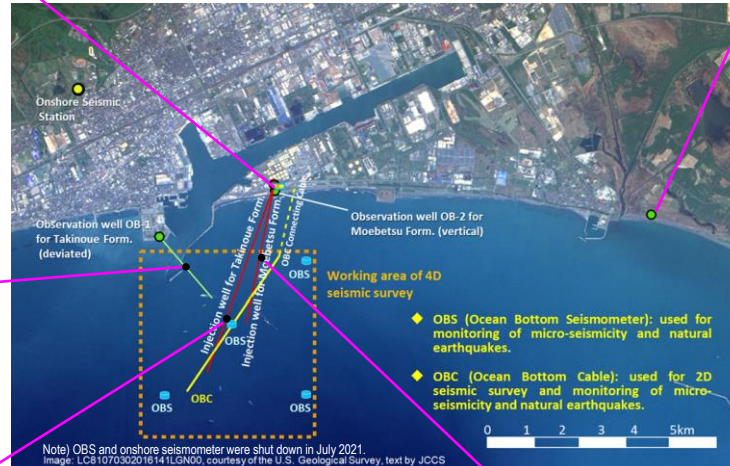 Onshore Seismic
Station
Observation well OB-1
for Takinoue Form.
(deviated)
Injection well for Takinoue Form.
Injection well for Moebetsu Form.
OBC Connecting Cable
Observation well OB-2 for
Moebetsu Form. (vertical)
OBS
Working area of 4D
seismic survey
OBS
◆ OBS (Ocean Bottom Seismometer): used for
monitoring of micro-seismicity and natural
earthquakes.
◆ OBC (Ocean Bottom Cable): used for 2D
seismic survey and monitoring of micro-
seismicity and natural earthquakes.
OBS
OBC
OBS
0 1 2 3 4 5km
Note) OBS and onshore seismometer were shut down in July 2021.
Image: LC81070302016141LGN00, courtesy of the U.S. Geological Survey, text by JCCS